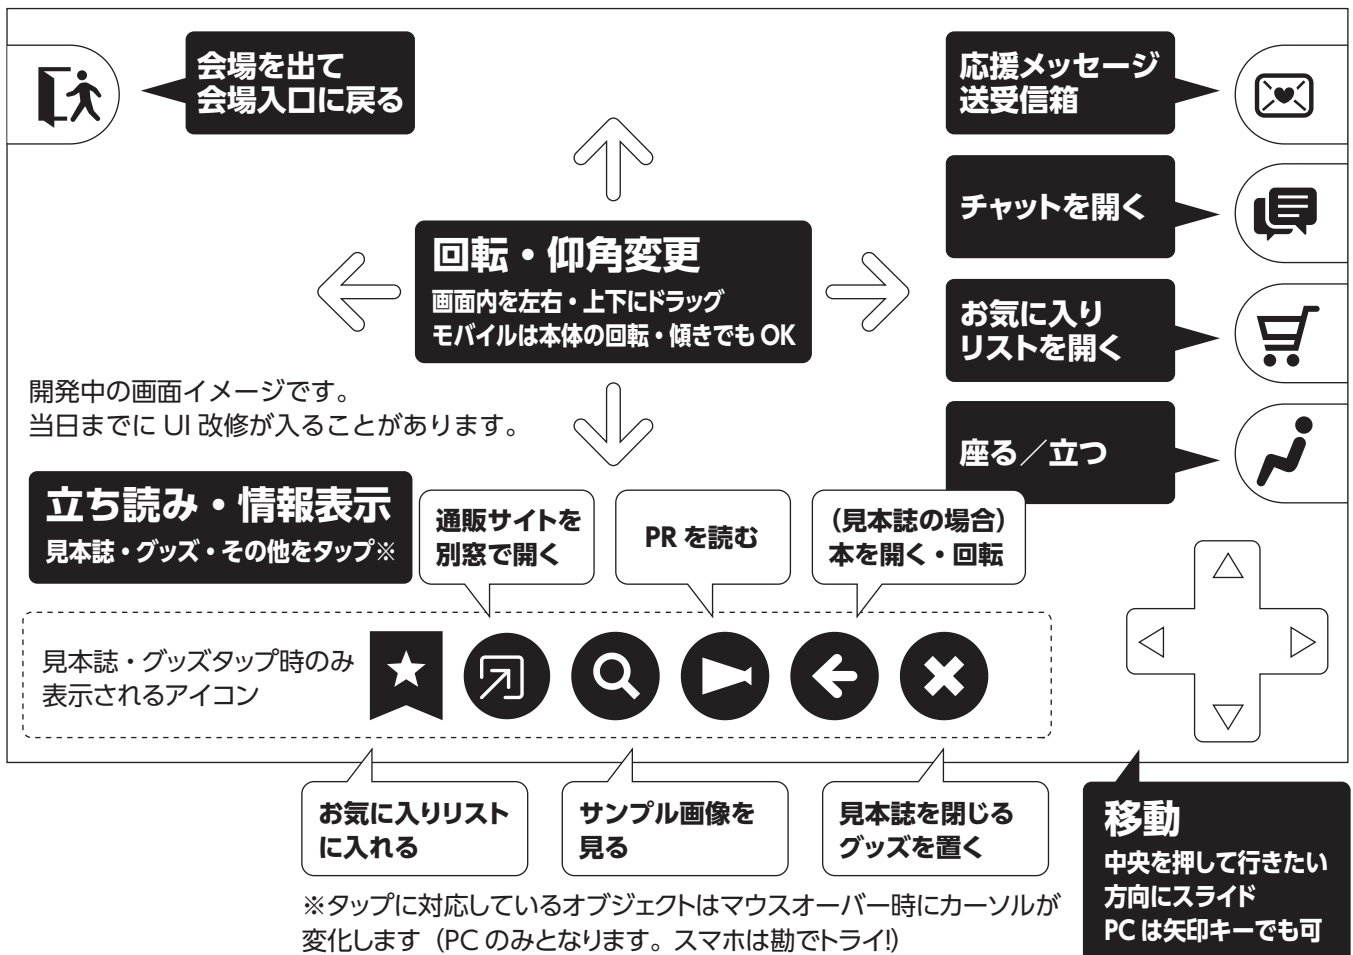 会場を出て
会場入口に戻る
応援メッセージ
送受信箱
チャットを開く
回転・仰角変更
画面内を左右・上下にドラッグ
モバイルは本体の回転・傾きでも OK
お気に入り
リストを開く
開発中の画面イメージです。
当日までに UI 改修が入ることがあります。
座る／立つ
立ち読み・情報表示
見本誌・グッズ・その他をタップ※
通販サイトを
別窓で開く
PR を読む
（見本誌の場合）
本を開く・回転
見本誌・グッズタップ時のみ
表示されるアイコン
お気に入りリスト
に入れる
サンプル画像を
見る
見本誌を閉じる
グッズを置く
移動
中央を押して行きたい
方向にスライド
PC は矢印キーでも可
※タップに対応しているオブジェクトはマウスオーバー時にカーソルが
変化します（PC のみとなります。スマホは勘でトライ!）